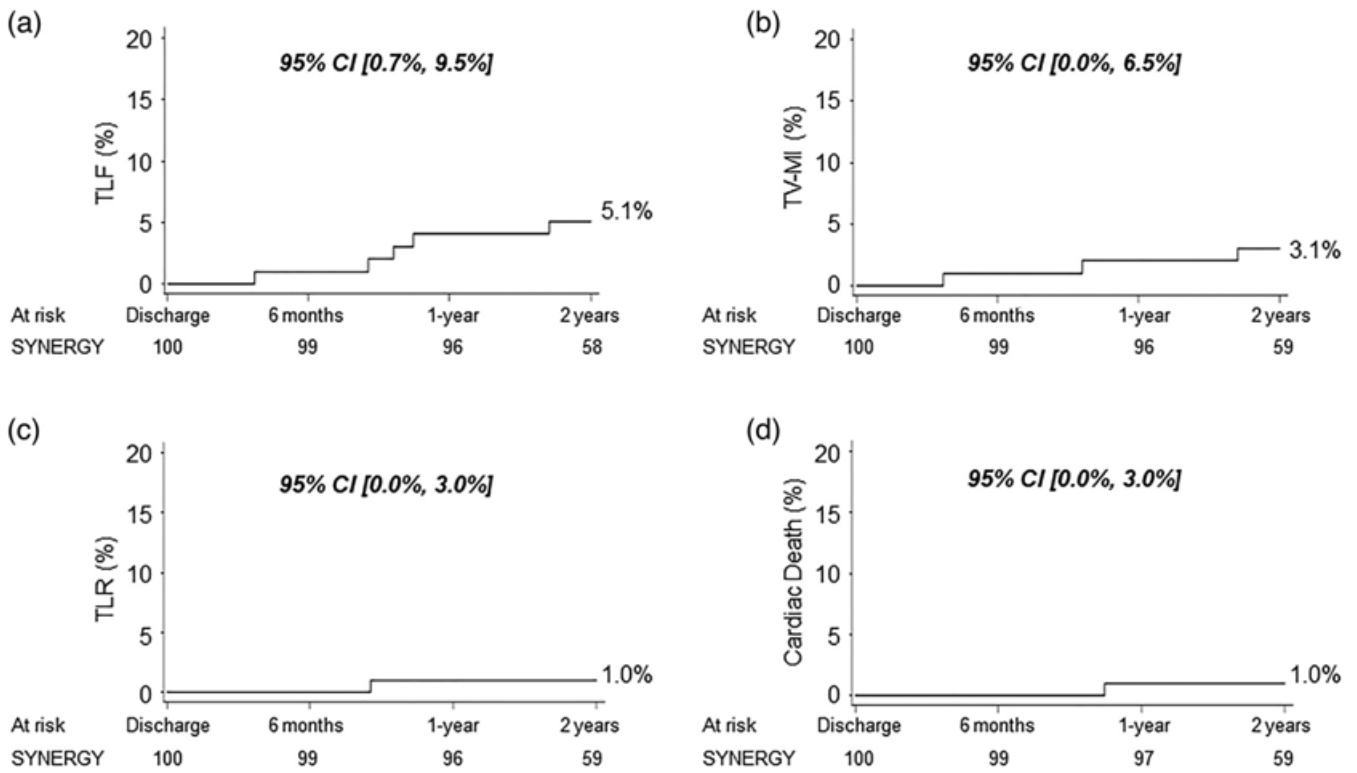 (a)
20
95% CI [0.7%, 9.5%]
15
10
5
0
TLF (%)
5.1%
At risk Discharge 6 months 1-year 2 years
SYNERGY 100 99 96 58
(b)
20
95% CI [0.0%, 6.5%]
15
10
5
0
TV-MI (%)
3.1%
At risk Discharge 6 months 1-year 2 years
SYNERGY 100 99 96 59
(c)
20
95% CI [0.0%, 3.0%]
15
10
5
0
TLR (%)
1.0%
At risk Discharge 6 months 1-year 2 years
SYNERGY 100 99 96 59
(d)
20
95% CI [0.0%, 3.0%]
15
10
5
0
Cardiac Death (%)
1.0%
At risk Discharge 6 months 1-year 2 years
SYNERGY 100 99 97 59